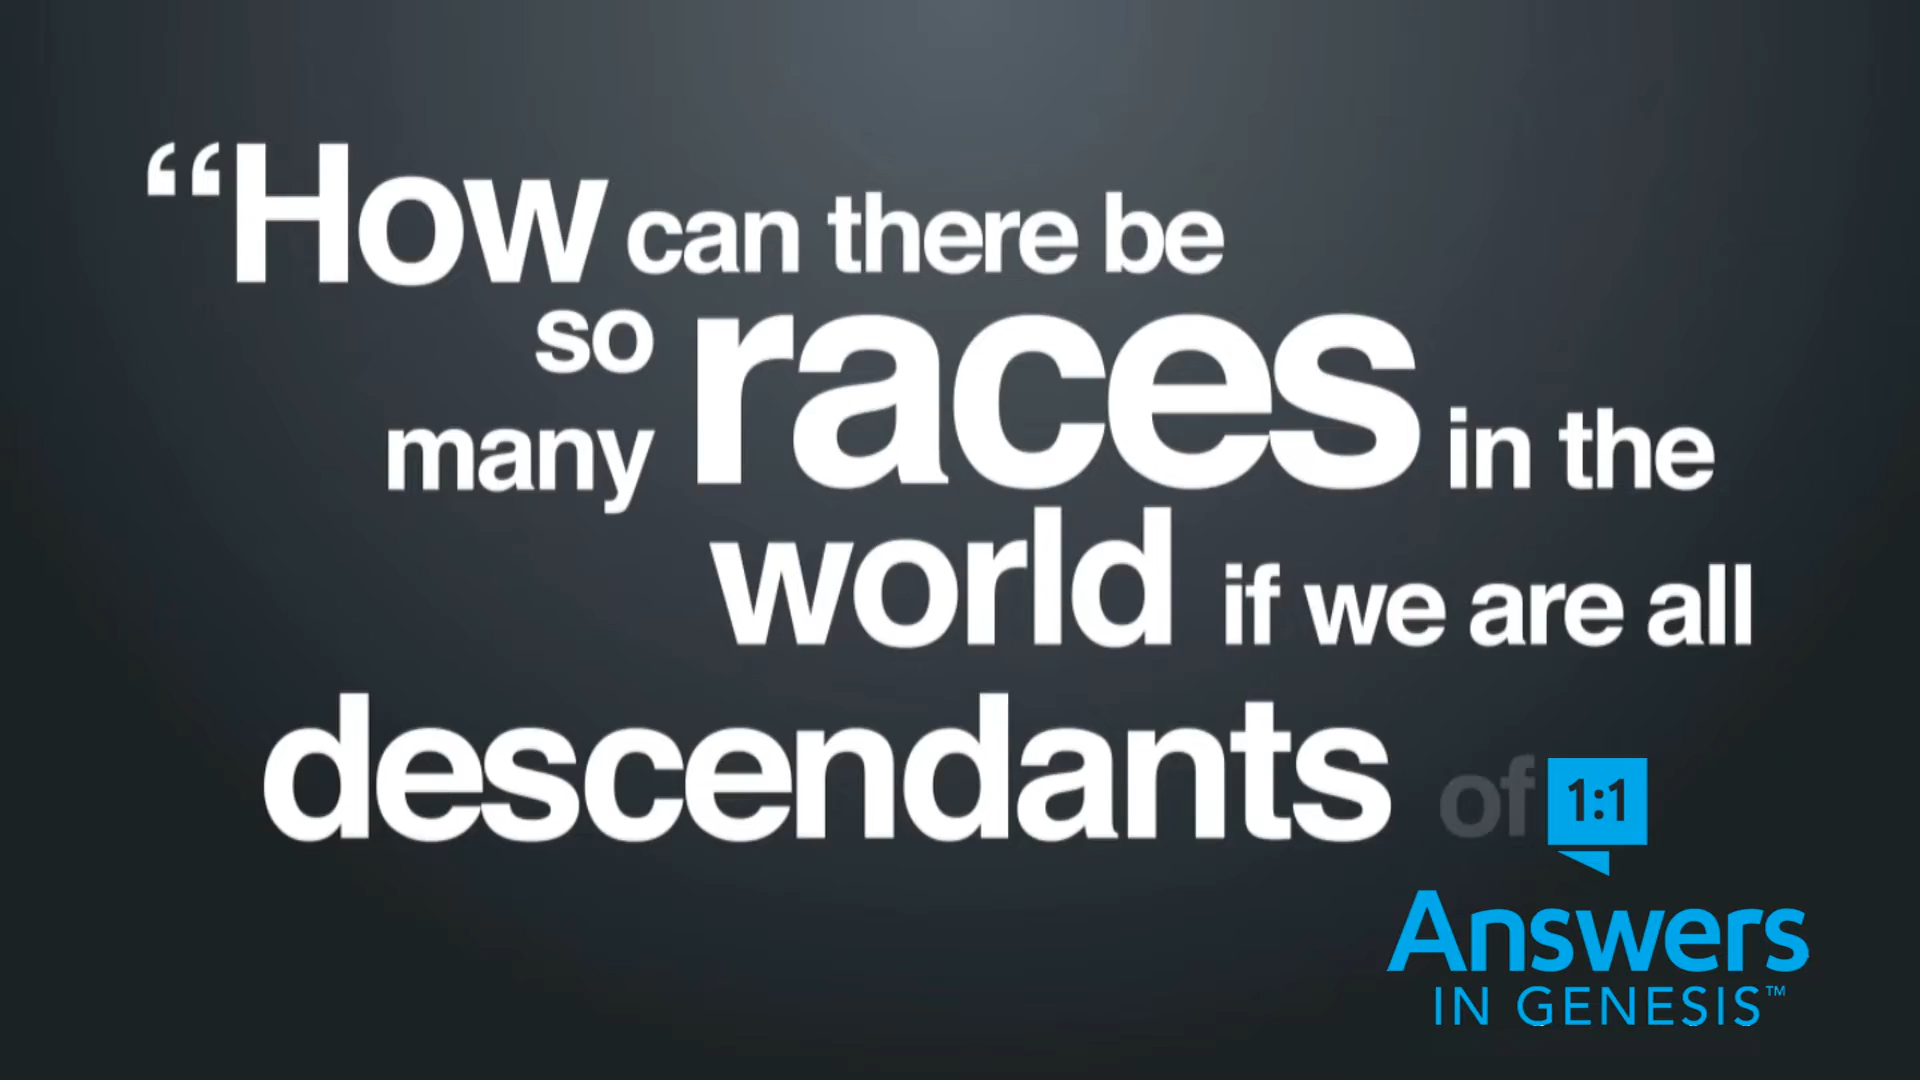 “How can there be
so
many races in the
world if we are all
descendants of
1:1
Answers
IN GENESIS™